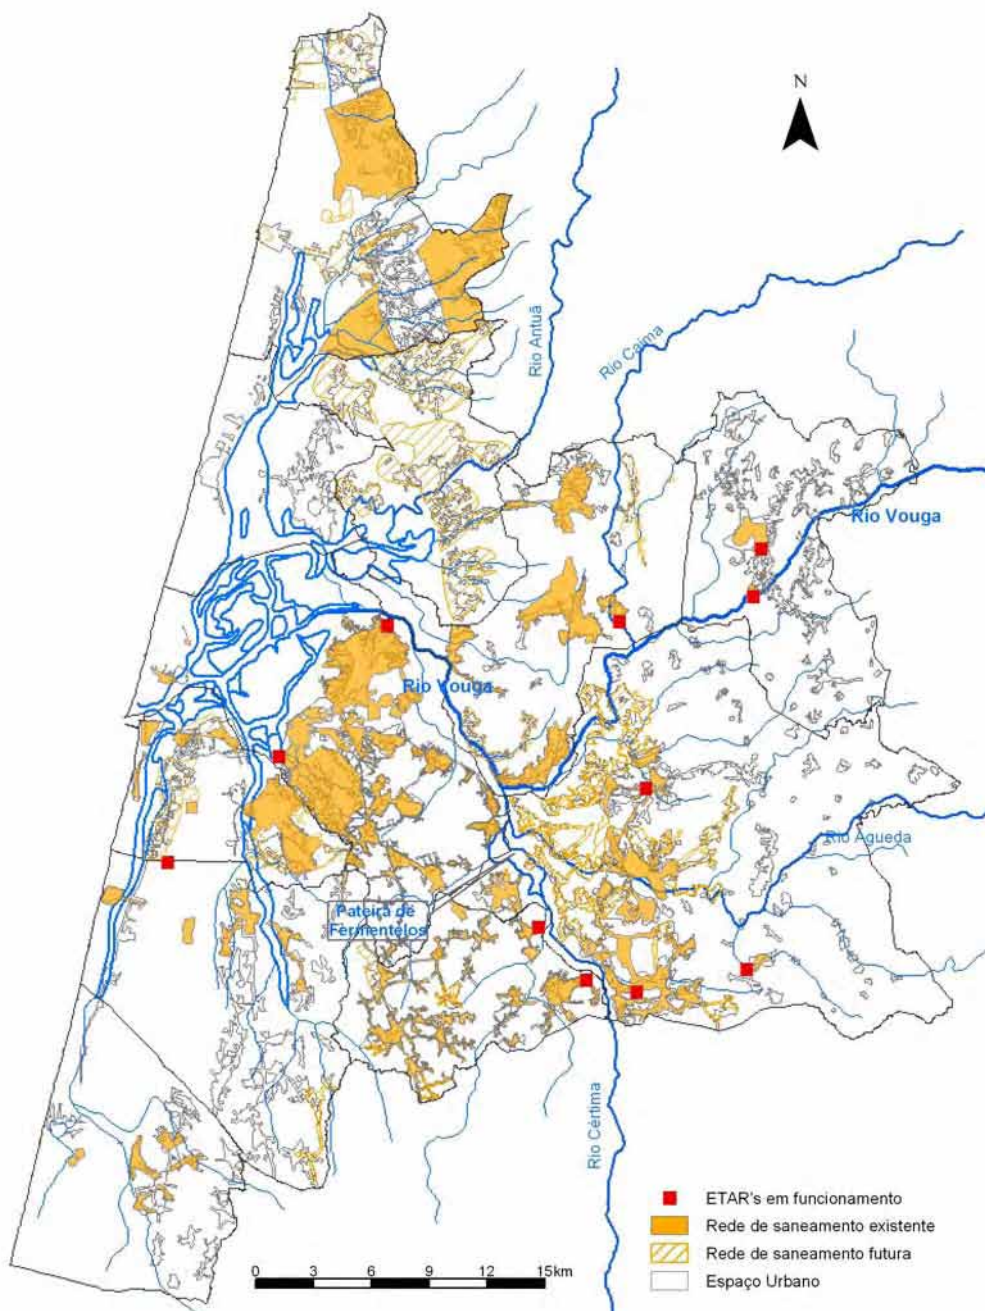 N
Rio Antuã
Rio Caima
Rio Vouga
Rio Vouga
Rio Águeda
Pateira de
Fermentelos
Rio Cértima
ETAR's em funcionamento
Rede de saneamento existente
Rede de saneamento futura
Espaço Urbano
0 3 6 9 12 15km